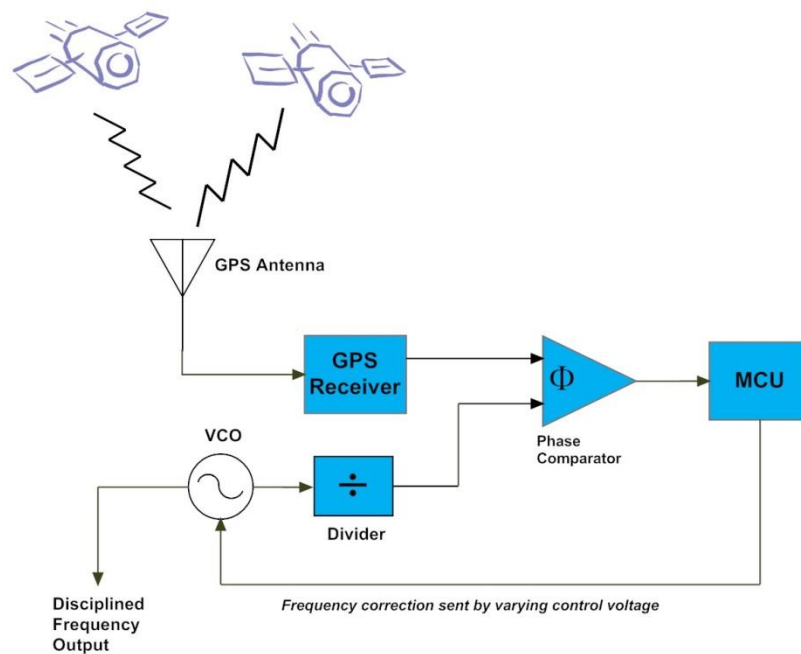 GPS Antenna
GPS
Receiver
Φ
MCU
Phase
Comparator
VCO
÷
Divider
Disciplined
Frequency
Output
Frequency correction sent by varying control voltage